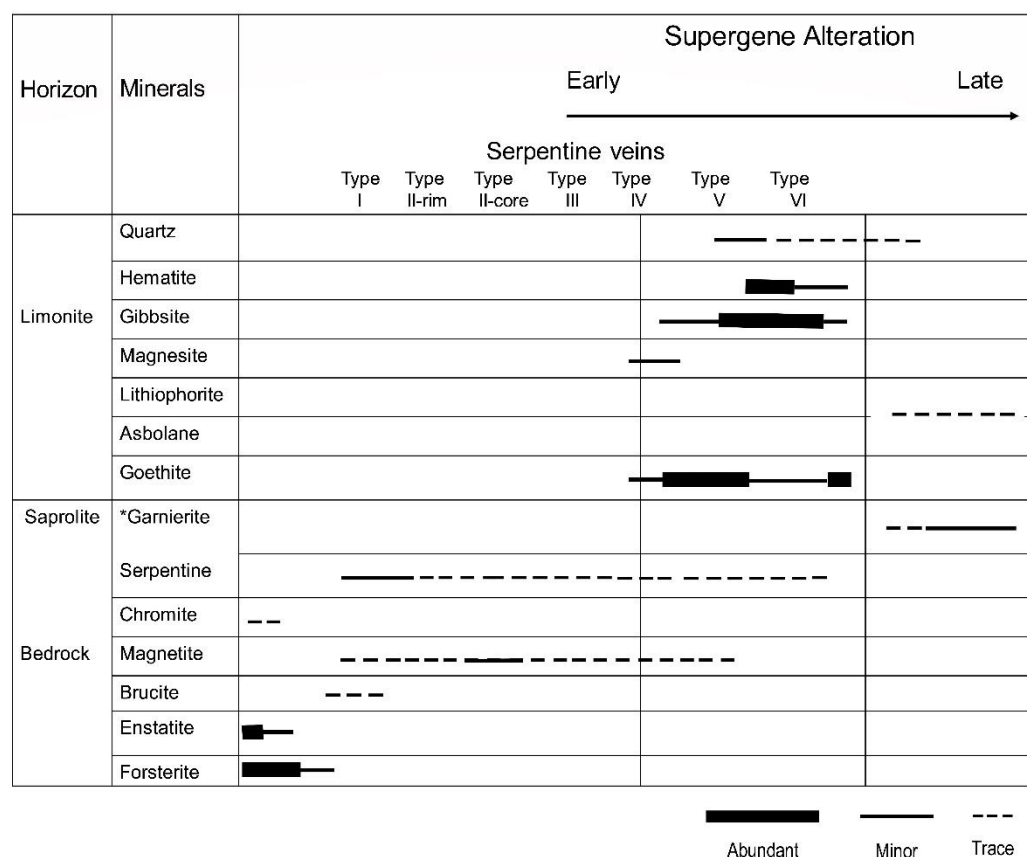 Supergene Alteration
Horizon Minerals Early Late
Serpentine veins
Type Type Type Type Type Type Type
I II-rim II-core III IV V VI
Quartz
Hematite
Limonite Gibbsite
Magnesite
Lithiophorite
Asbolane
Goethite
Saprolite *Garnierite
Serpentine
Chromite
Bedrock Magnetite
Brucite
Enstatite
Forsterite
Abundant Minor Trace